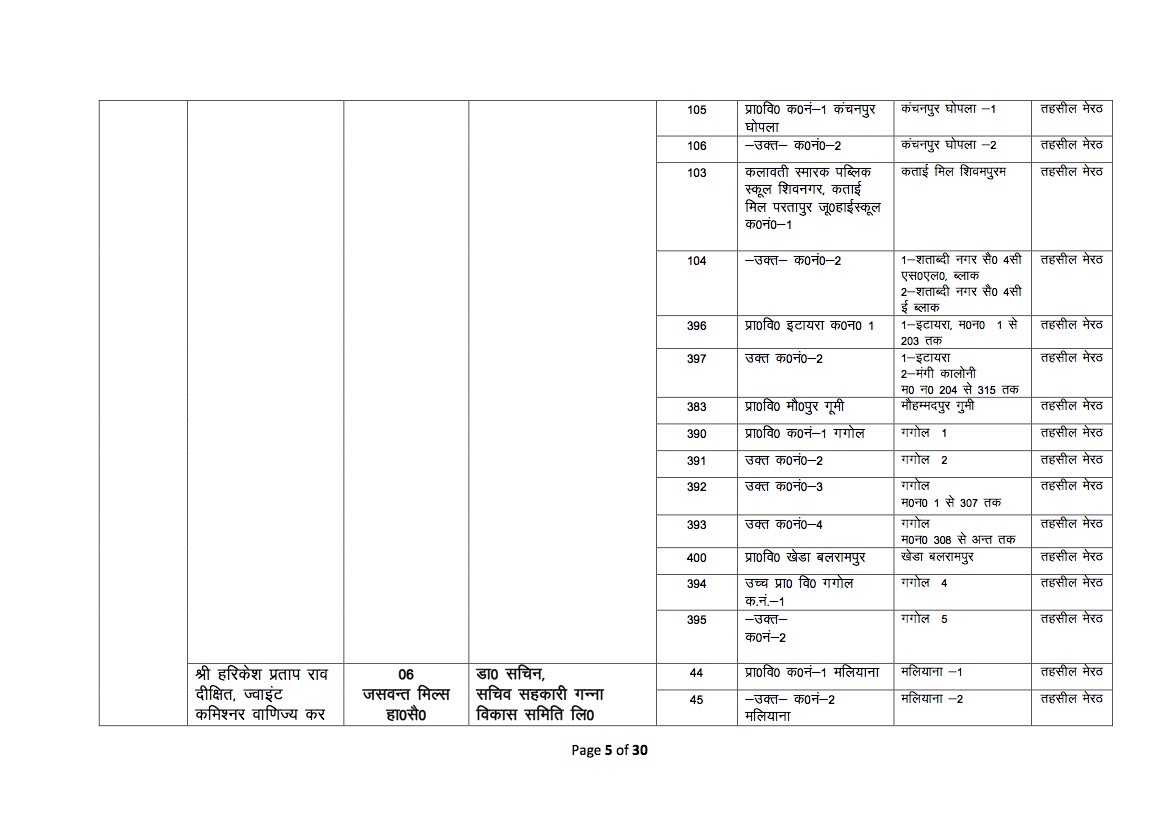 105 प्रा0वि0 क0नं–1 कंचनपुर कंचनपुर घोपला –1 तहसील मेरठ
घोपला
106 –उक्त– क0नं0–2 कंचनपुर घोपला –2 तहसील मेरठ
103 कलावती स्मारक पब्लिक कताई मिल शिवमपुरम तहसील मेरठ
स्कूल शिवनगर, कताई
मिल परतापुर जू0हाईस्कूल
क0नं0–1
104 –उक्त– क0नं0–2 1–शताब्दी नगर सै0 4सी तहसील मेरठ
एस0एल0, ब्लाक
2–शताब्दी नगर सै0 4सी
ई ब्लाक
396 प्रा0वि0 इटायरा क0न0 1 1–इटायरा, म0न0 1 से तहसील मेरठ
203 तक
397 उक्त क0नं0–2 1–इटायरा तहसील मेरठ
2–मंगी कालोनी
म0 न0 204 से 315 तक
383 प्रा0वि0 मौ0पुर गूमी मौहम्मदपुर गुमी तहसील मेरठ
390 प्रा0वि0 क0नं–1 गगोल गगोल 1 तहसील मेरठ
391 उक्त क0नं0–2 गगोल 2 तहसील मेरठ
392 उक्त क0नं0–3 गगोल तहसील मेरठ
म0न0 1 से 307 तक
393 उक्त क0नं0–4 गगोल तहसील मेरठ
म0न0 308 से अन्त तक
400 प्रा0वि0 खेडा बलरामपुर खेडा बलरामपुर तहसील मेरठ
394 उच्च प्रा0 वि0 गगोल गगोल 4 तहसील मेरठ
क.नं.–1
395 –उक्त– गगोल 5 तहसील मेरठ
क0नं–2
श्री हरिकेश प्रताप राव 06 डा0 सचिन, 44 प्रा0वि0 क0नं–1 मलियाना मलियाना –1 तहसील मेरठ
दीक्षित, ज्वाइंट जसवन्त मिल्स सचिव सहकारी गन्ना 45 –उक्त– क0नं–2 मलियाना –2 तहसील मेरठ
कमिश्नर वाणिज्य कर हा0सै0 विकास समिति लि0 मलियाना
Page 5 of 30